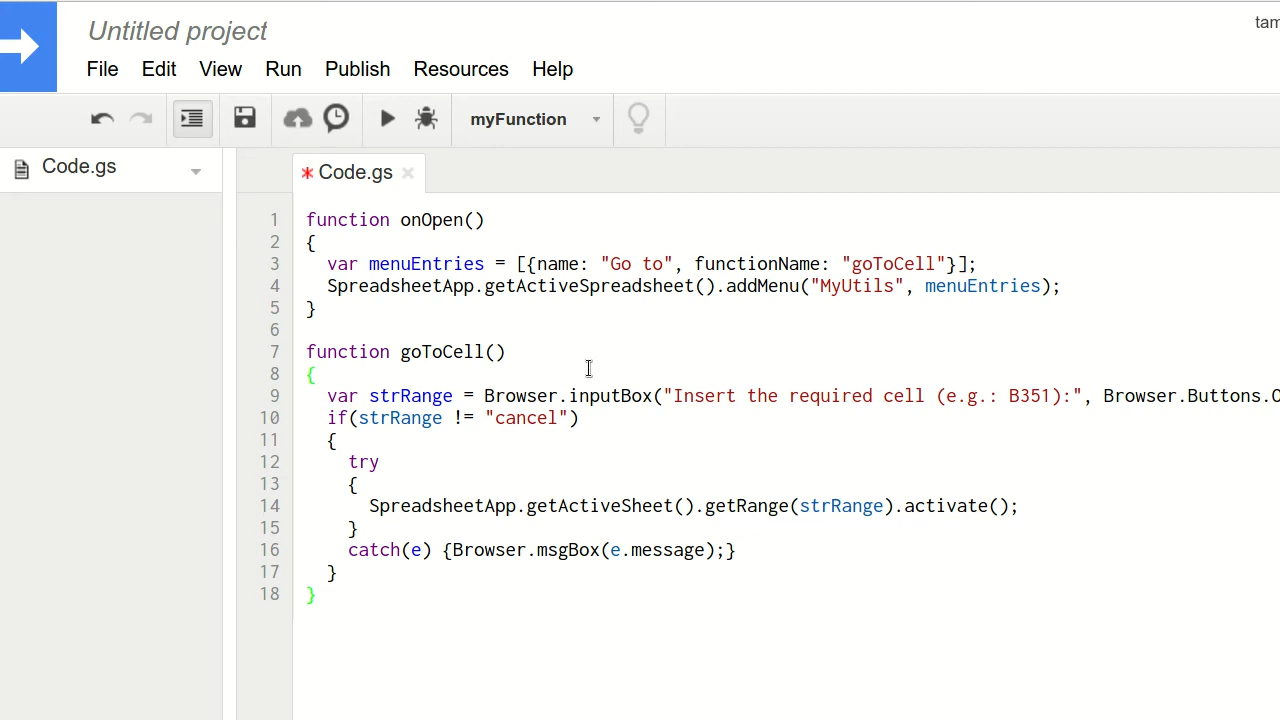 Untitled project
tam
File Edit View Run Publish Resources Help
myFunction
Code.gs
* Code.gs ×
1 function onOpen()
2 {
3 var menuEntries = [{name: "Go to", functionName: "goToCell"}];
4 SpreadsheetApp.getActiveSpreadsheet().addMenu("MyUtils", menuEntries);
5 }
6
7 function goToCell()
8 {
9 var strRange = Browser.inputBox("Insert the required cell (e.g.: B351):", Browser.Buttons.O
10 if(strRange != "cancel")
11 {
12 try
13 {
14 SpreadsheetApp.getActiveSheet().getRange(strRange).activate();
15 }
16 catch(e) {Browser.msgBox(e.message);}
17 }
18 }